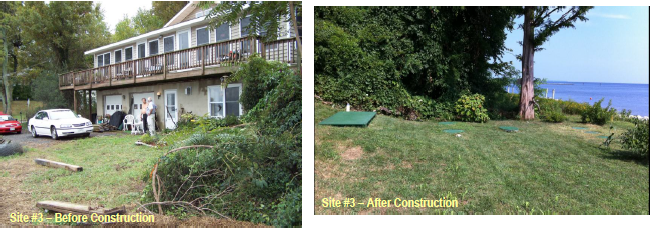 Site #3 – Before Construction
Site #3 – After Construction